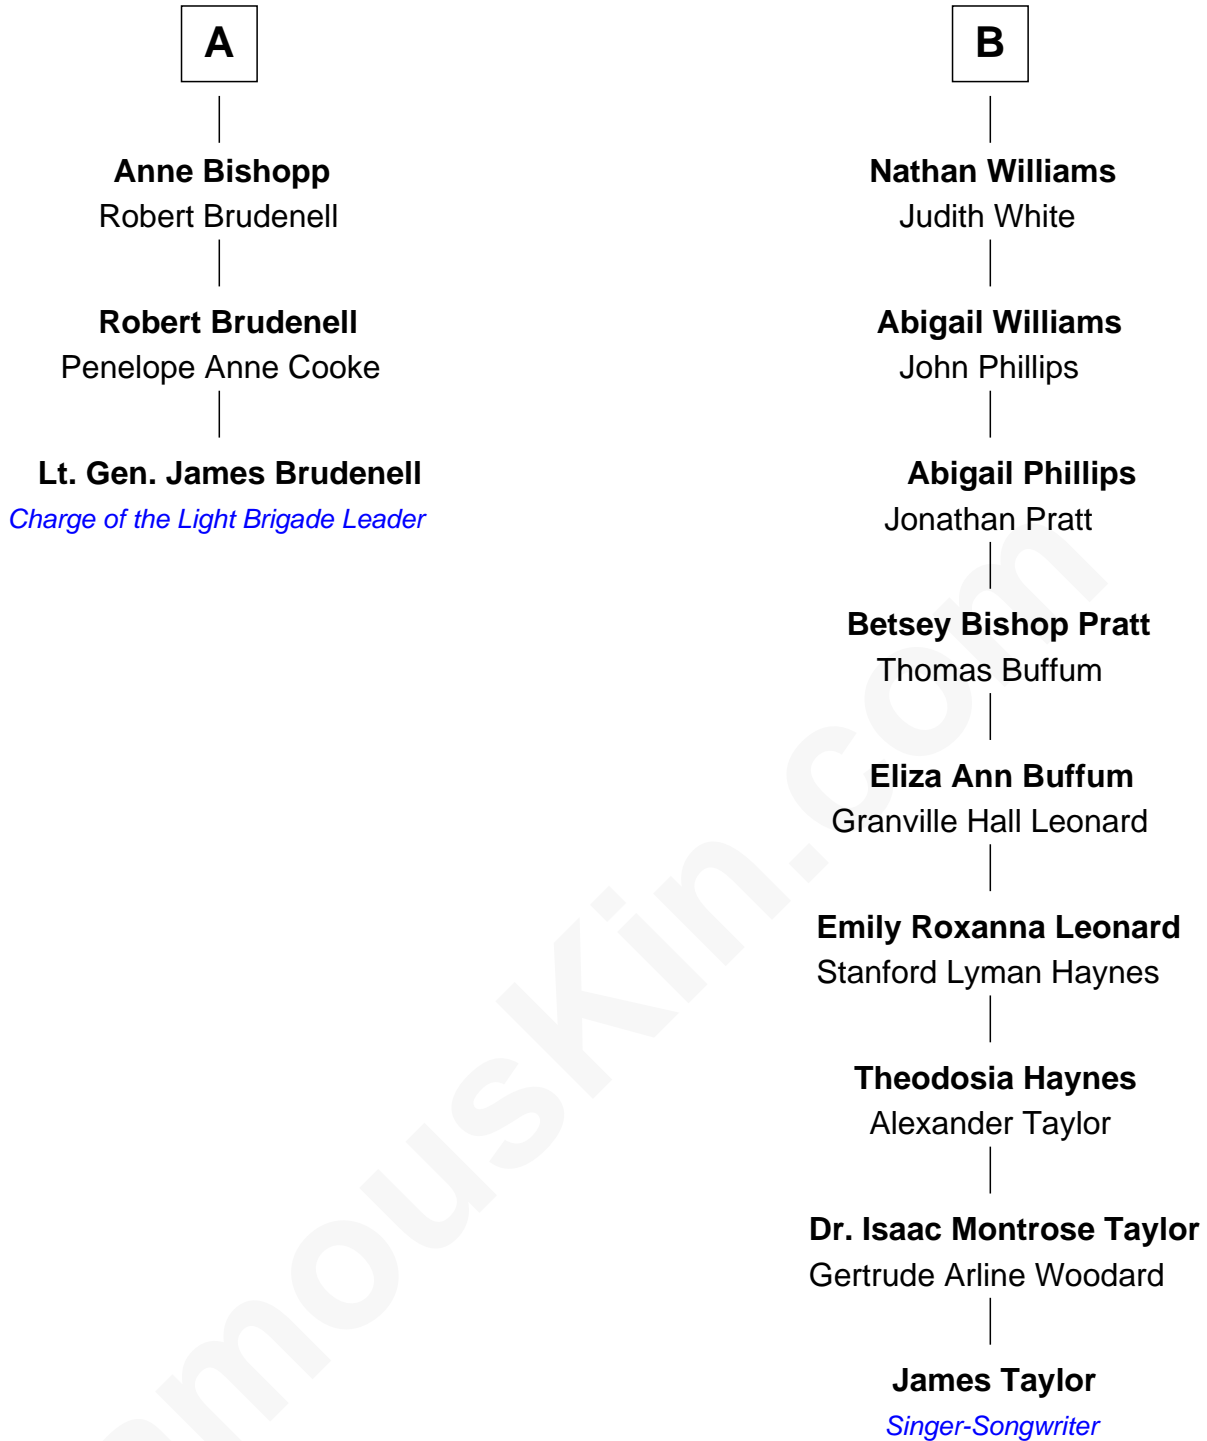 A
Anne Bishopp
Robert Brudenell
Robert Brudenell
Penelope Anne Cooke
Lt. Gen. James Brudenell
Charge of the Light Brigade Leader
B
Nathan Williams
Judith White
Abigail Williams
John Phillips
Abigail Phillips
Jonathan Pratt
Betsey Bishop Pratt
Thomas Buffum
Eliza Ann Buffum
Granville Hall Leonard
Emily Roxanna Leonard
Stanford Lyman Haynes
Theodosia Haynes
Alexander Taylor
Dr. Isaac Montrose Taylor
Gertrude Arline Woodard
James Taylor
Singer-Songwriter
amousKin.com